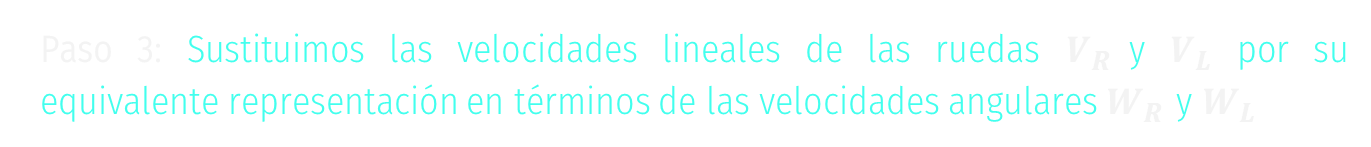 Paso 3: Sustituimos las velocidades lineales de las ruedas V_R y V_L por su
equivalente representación en términos de las velocidades angulares W_R y W_L